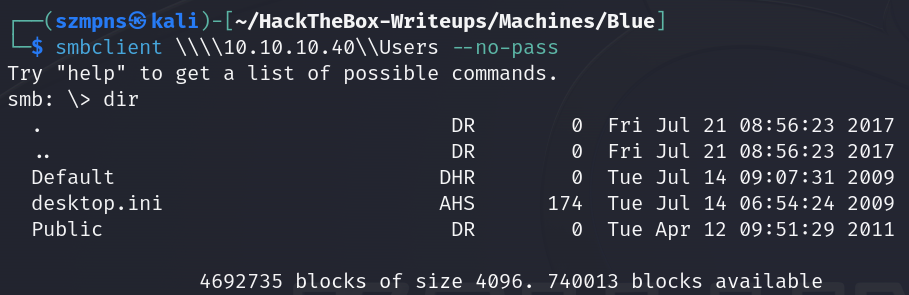 ┌──(szmpns㉿kali)-[~/HackTheBox-Writeups/Machines/Blue]
└─$ smbclient \\\\10.10.10.40\\Users --no-pass
Try "help" to get a list of possible commands.
smb: \> dir
  .                                  DR        0  Fri Jul 21 08:56:23 2017
  ..                                 DR        0  Fri Jul 21 08:56:23 2017
  Default                           DHR        0  Tue Jul 14 09:07:31 2009
  desktop.ini                       AHS      174  Tue Jul 14 06:54:24 2009
  Public                             DR        0  Tue Apr 12 09:51:29 2011
                4692735 blocks of size 4096. 740013 blocks available